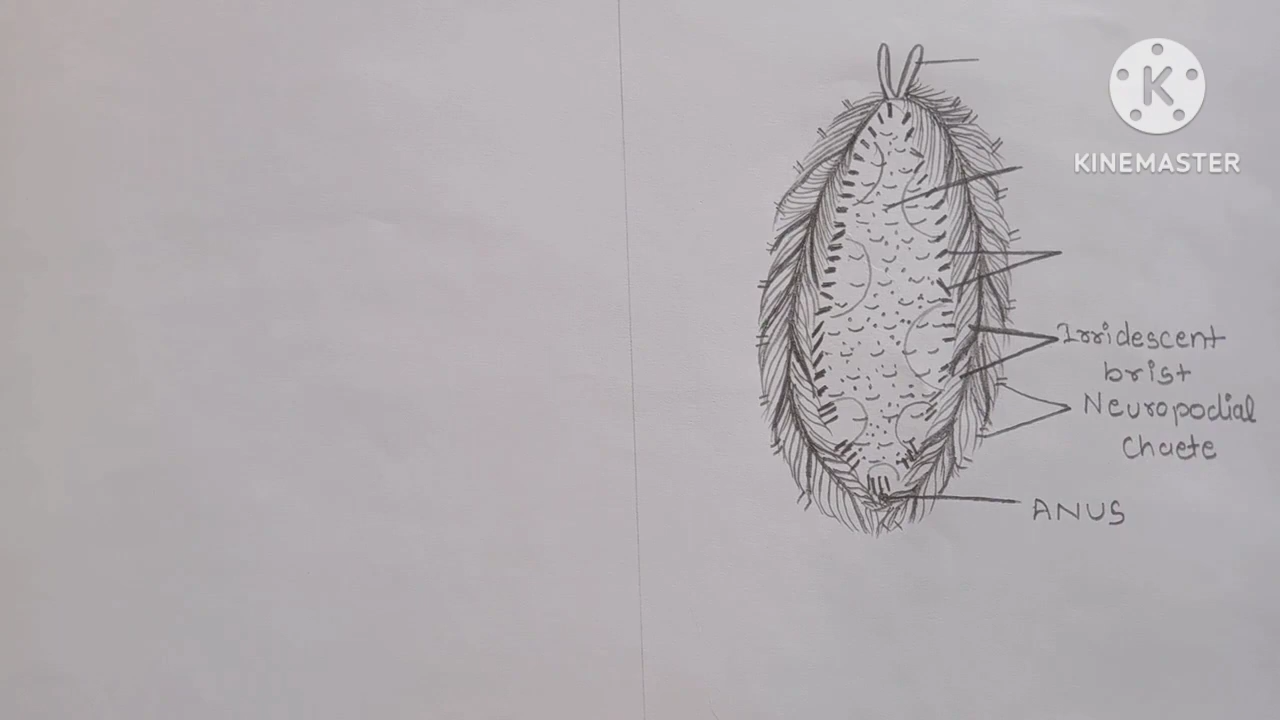 KINEMASTER
Irridescent
brist
Neuropodial
Chaete
ANUS